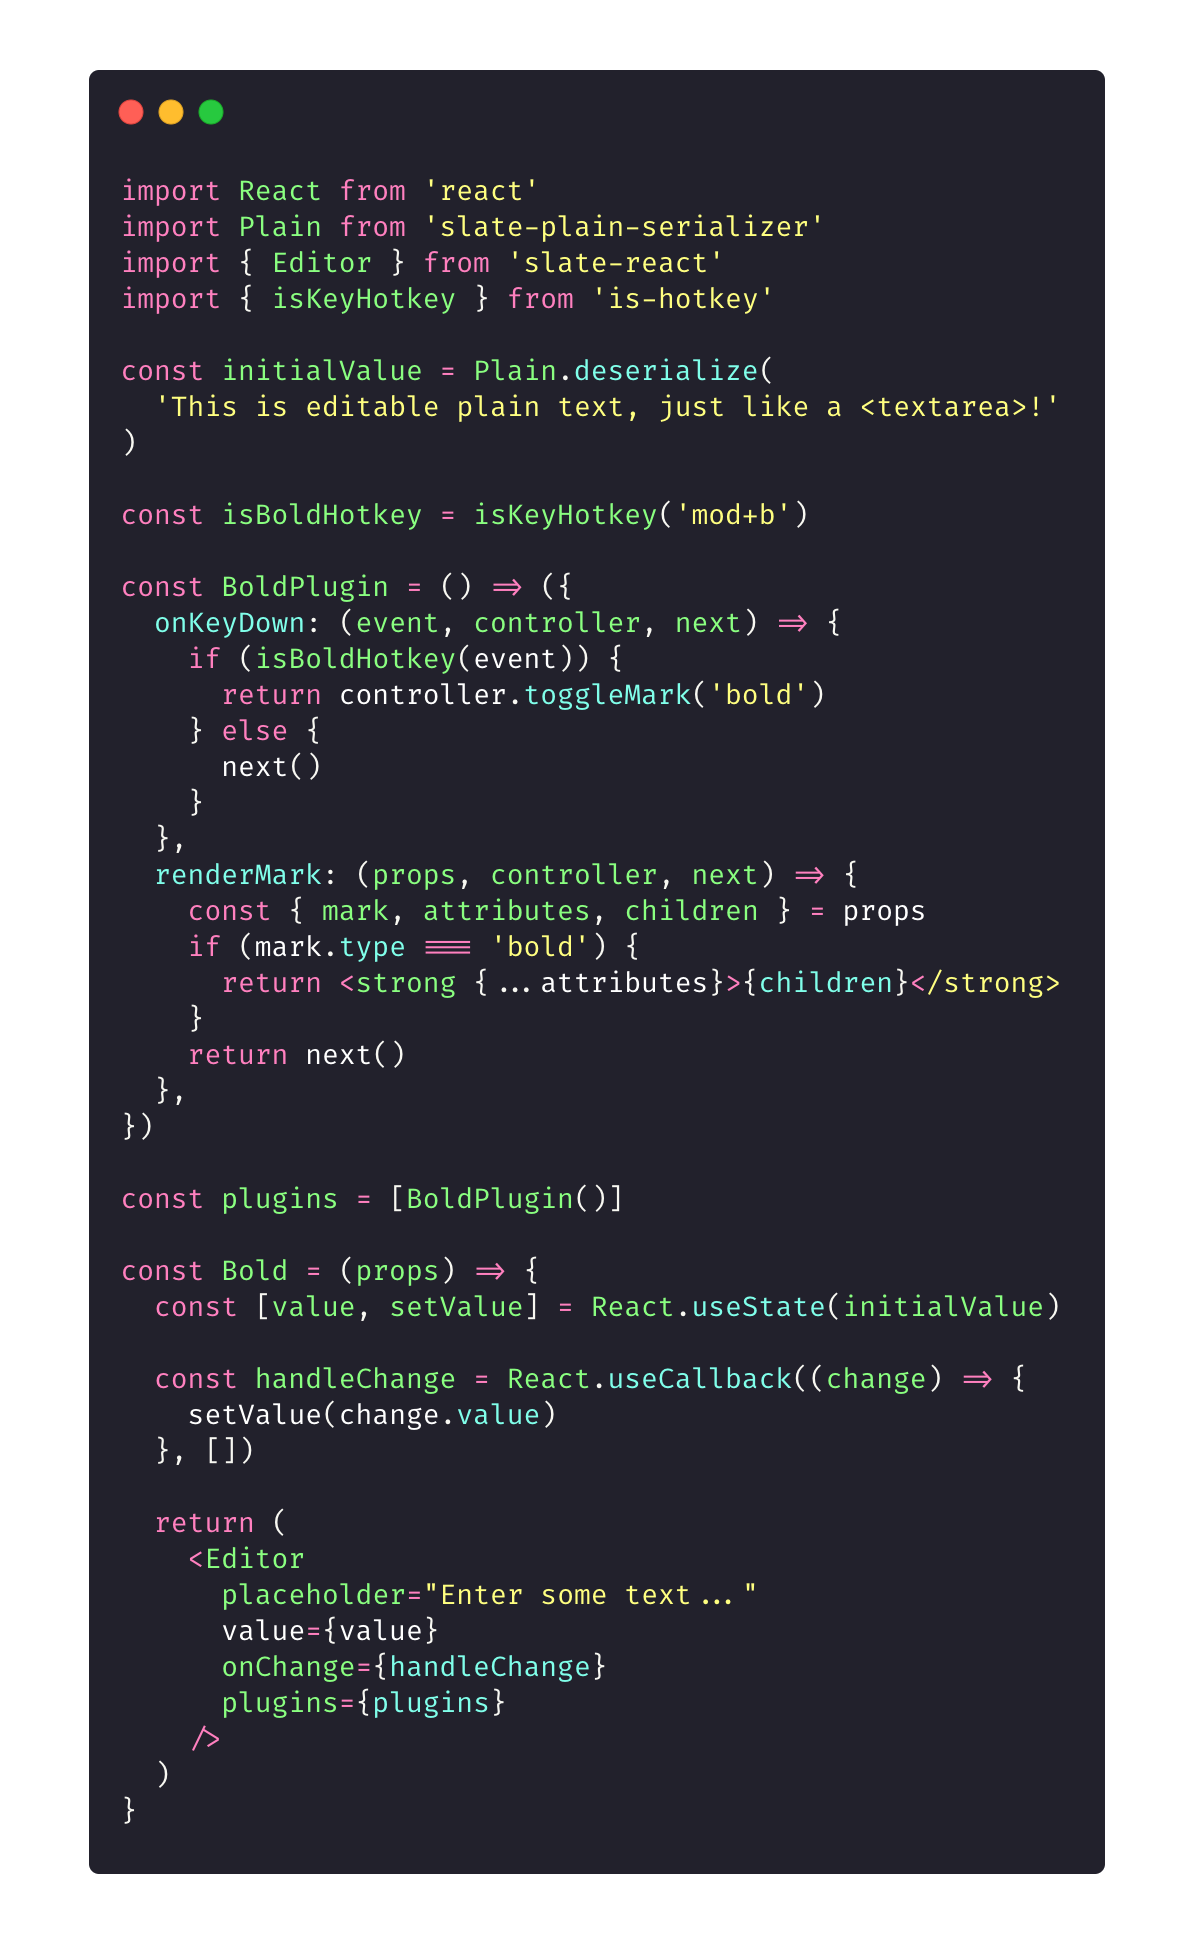 import React from 'react'
import Plain from 'slate-plain-serializer'
import { Editor } from 'slate-react'
import { isKeyHotkey } from 'is-hotkey'

const initialValue = Plain.deserialize(
  'This is editable plain text, just like a <textarea>!'
)

const isBoldHotkey = isKeyHotkey('mod+b')

const BoldPlugin = () => ({
  onKeyDown: (event, controller, next) => {
    if (isBoldHotkey(event)) {
      return controller.toggleMark('bold')
    } else {
      next()
    }
  },
  renderMark: (props, controller, next) => {
    const { mark, attributes, children } = props
    if (mark.type === 'bold') {
      return <strong {...attributes}>{children}</strong>
    }
    return next()
  },
})

const plugins = [BoldPlugin()]

const Bold = (props) => {
  const [value, setValue] = React.useState(initialValue)

  const handleChange = React.useCallback((change) => {
    setValue(change.value)
  }, [])

  return (
    <Editor
      placeholder="Enter some text..."
      value={value}
      onChange={handleChange}
      plugins={plugins}
    />
  )
}